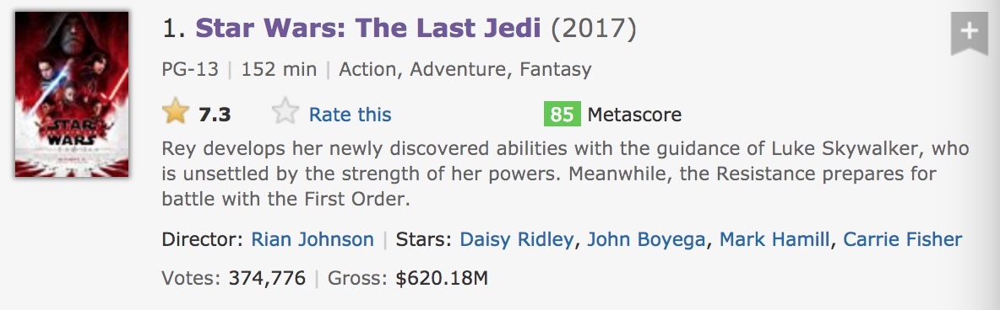 1. Star Wars: The Last Jedi (2017)
PG-13 | 152 min | Action, Adventure, Fantasy
7.3 Rate this 85 Metascore
Rey develops her newly discovered abilities with the guidance of Luke Skywalker, who
is unsettled by the strength of her powers. Meanwhile, the Resistance prepares for
battle with the First Order.
Director: Rian Johnson | Stars: Daisy Ridley, John Boyega, Mark Hamill, Carrie Fisher
Votes: 374,776 | Gross: $620.18M
STAR
WARS